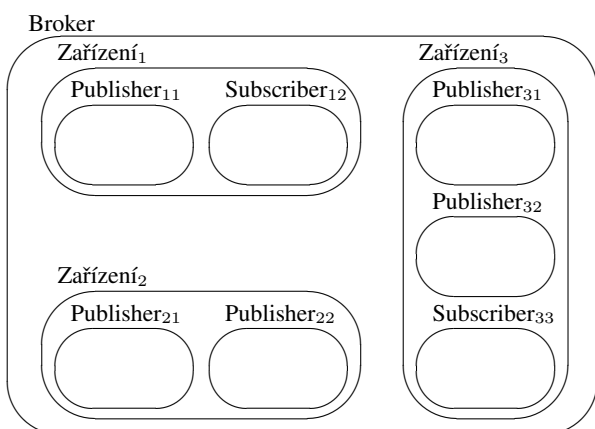 Broker
Zařízení₁
Publisher₁₁ Subscriber₁₂
Zařízení₂
Publisher₂₁ Publisher₂₂
Zařízení₃
Publisher₃₁
Publisher₃₂
Subscriber₃₃